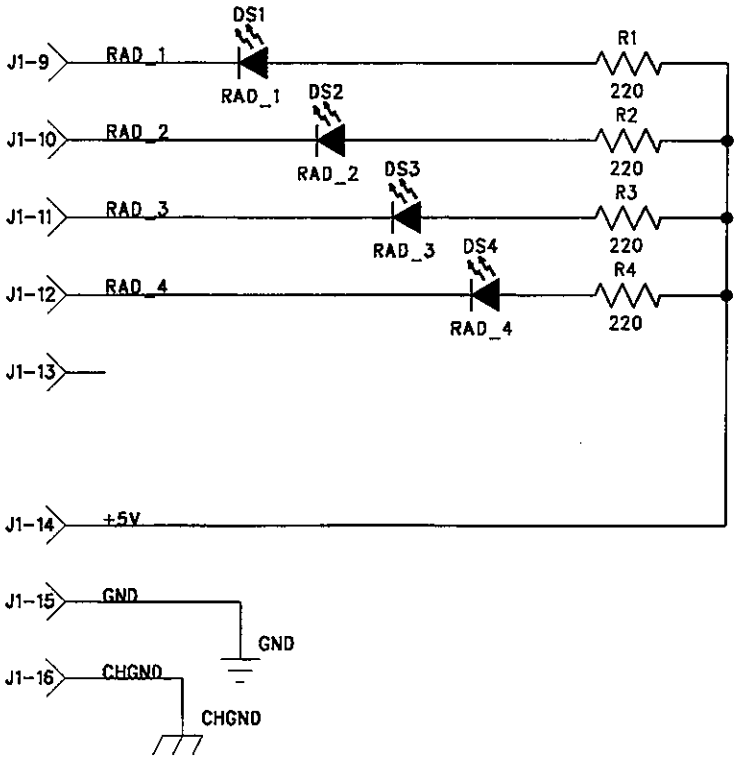 DS1
J1-9 RAD_1 R1
RAD_1 DS2 220
J1-10 RAD_2 R2
RAD_2 DS3 220
J1-11 RAD_3 R3
RAD_3 DS4 220
J1-12 RAD_4 R4
RAD_4 220
J1-13
J1-14 +5V
J1-15 GND
GND
J1-16 CHGND
CHGND